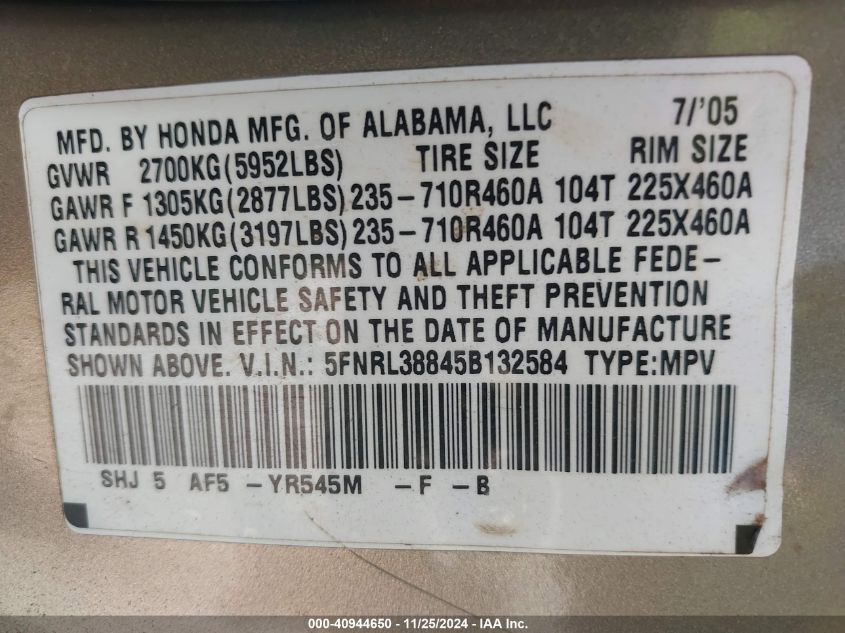 MFD. BY HONDA MFG. OF ALABAMA, LLC 7/'05
GVWR 2700KG(5952LBS) TIRE SIZE RIM SIZE
GAWR F 1305KG(2877LBS) 235-710R460A 104T 225X460A
GAWR R 1450KG(3197LBS) 235-710R460A 104T 225X460A
THIS VEHICLE CONFORMS TO ALL APPLICABLE FEDE-
RAL MOTOR VEHICLE SAFETY AND THEFT PREVENTION
STANDARDS IN EFFECT ON THE DATE OF MANUFACTURE
SHOWN ABOVE. V.I.N.: 5FNRL38845B132584 TYPE:MPV
SHJ 5 AF5 -YR545M -F -B
000-40944650 - 11/25/2024 - IAA Inc.